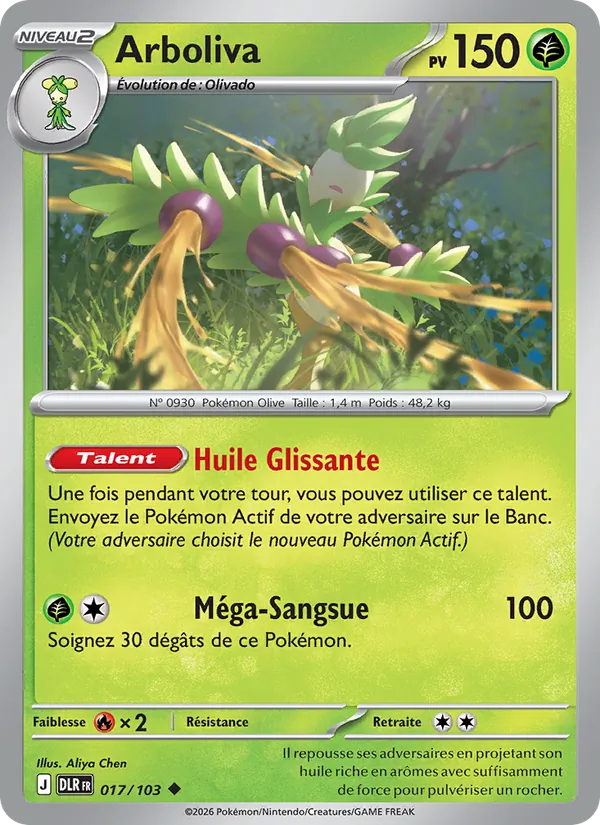 NIVEAU 2
Arboliva
PV 150
Évolution de : Olivado
N° 0930 Pokémon Olive Taille : 1,4 m Poids : 48,2 kg
Talent Huile Glissante
Une fois pendant votre tour, vous pouvez utiliser ce talent.
Envoyez le Pokémon Actif de votre adversaire sur le Banc.
(Votre adversaire choisit le nouveau Pokémon Actif.)
Méga-Sangsue 100
Soignez 30 dégâts de ce Pokémon.
Faiblesse × 2 Résistance Retraite
Illus. Aliya Chen
J DLR FR 017/103
Il repousse ses adversaires en projetant son
huile riche en arômes avec suffisamment
de force pour pulvériser un rocher.
©2026 Pokémon/Nintendo/Creatures/GAME FREAK